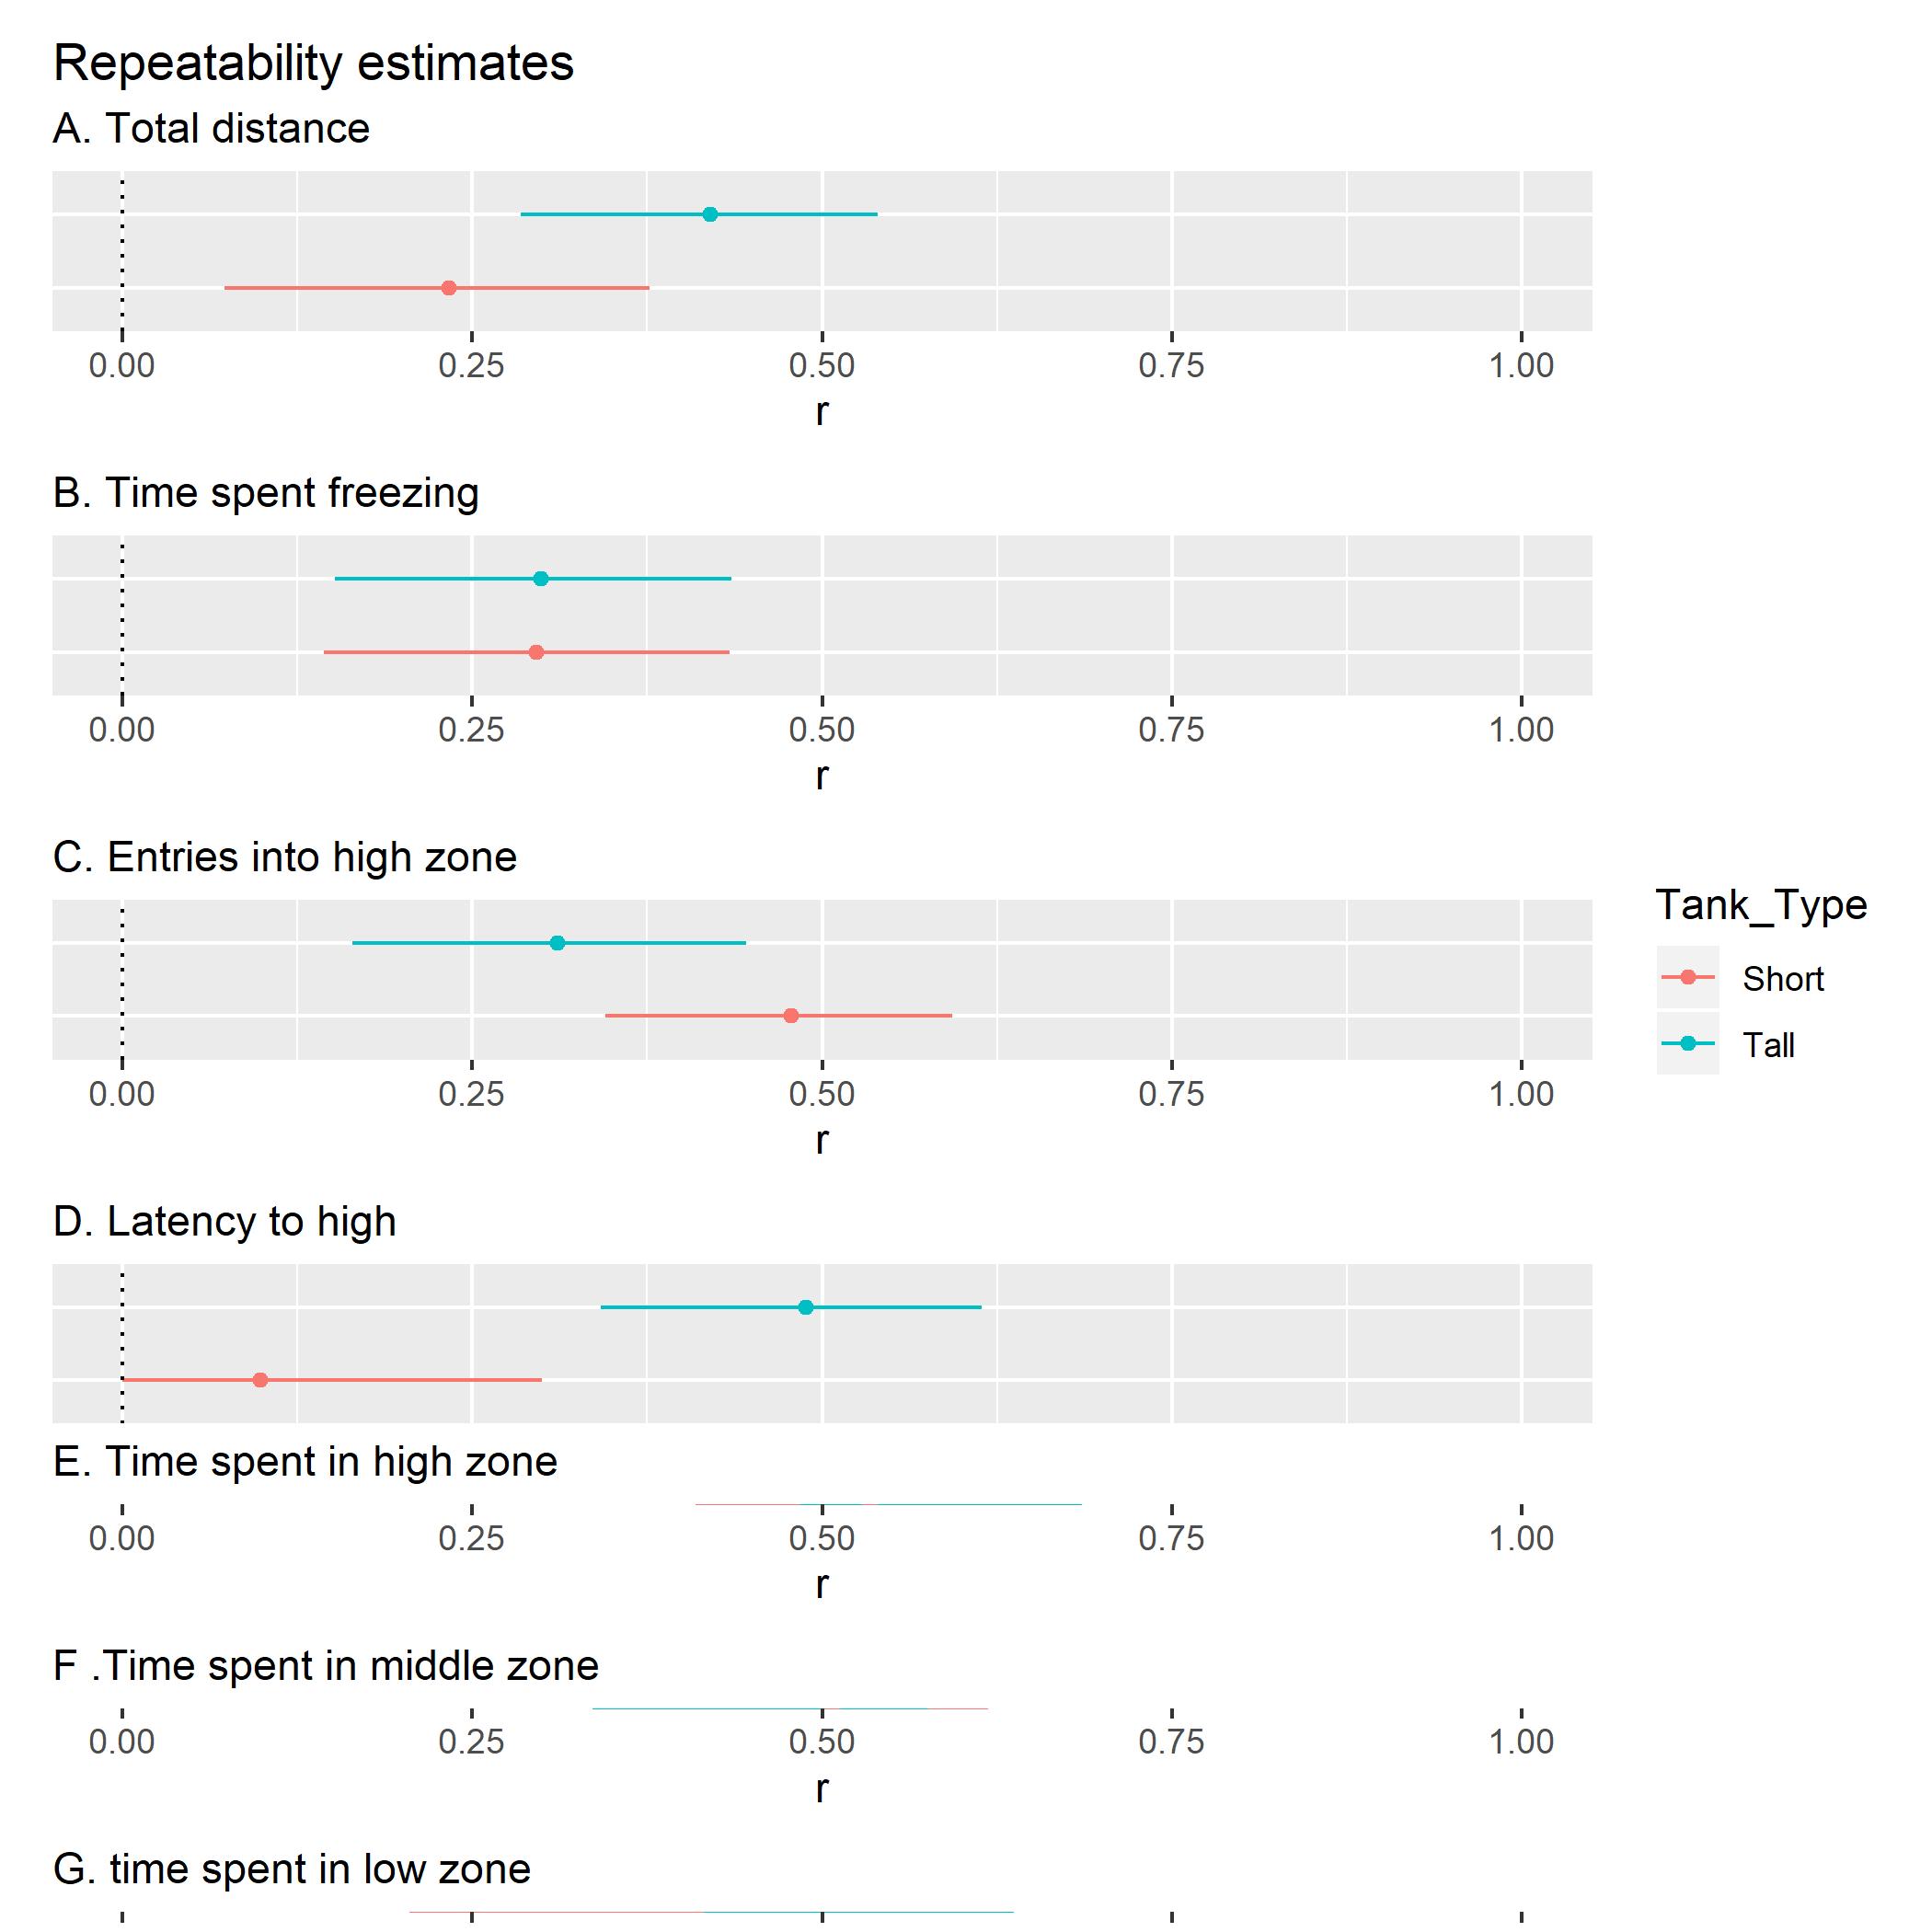 Repeatability estimates
A. Total distance
0.00 0.25 0.50 0.75 1.00
r
B. Time spent freezing
0.00 0.25 0.50 0.75 1.00
r
C. Entries into high zone
0.00 0.25 0.50 0.75 1.00
r
Tank_Type
Short
Tall
D. Latency to high
E. Time spent in high zone
0.00 0.25 0.50 0.75 1.00
r
F .Time spent in middle zone
0.00 0.25 0.50 0.75 1.00
r
G. time spent in low zone